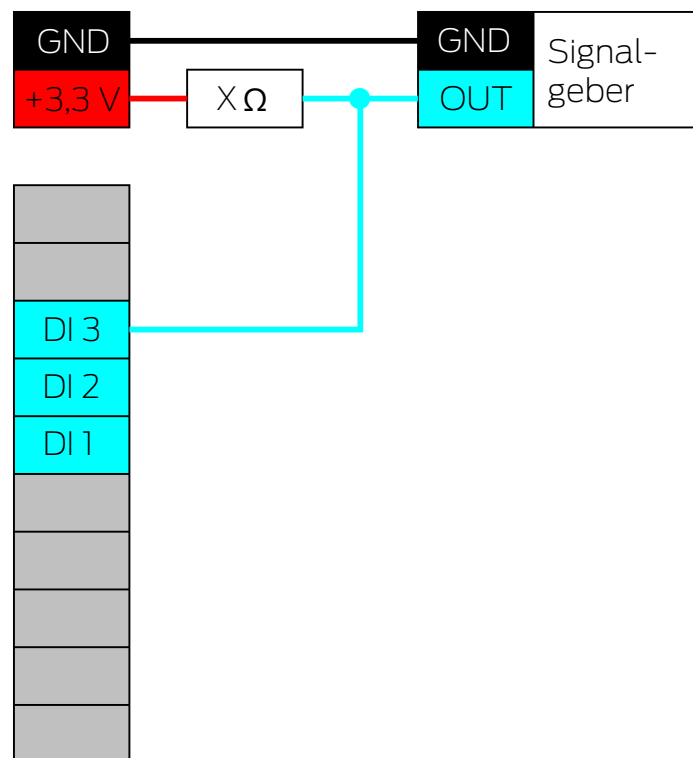 GND
GND
Signal-
geber
+3,3 V
X Ω
OUT
DI 3
DI 2
DI 1